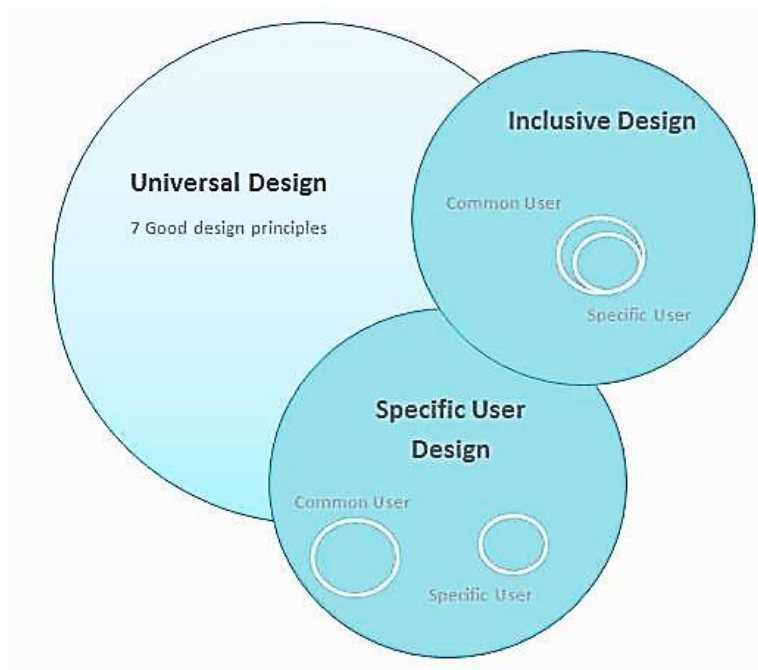 Universal Design
7 Good design principles
Inclusive Design
Common User
Specific User
Specific User
Design
Common User
Specific User